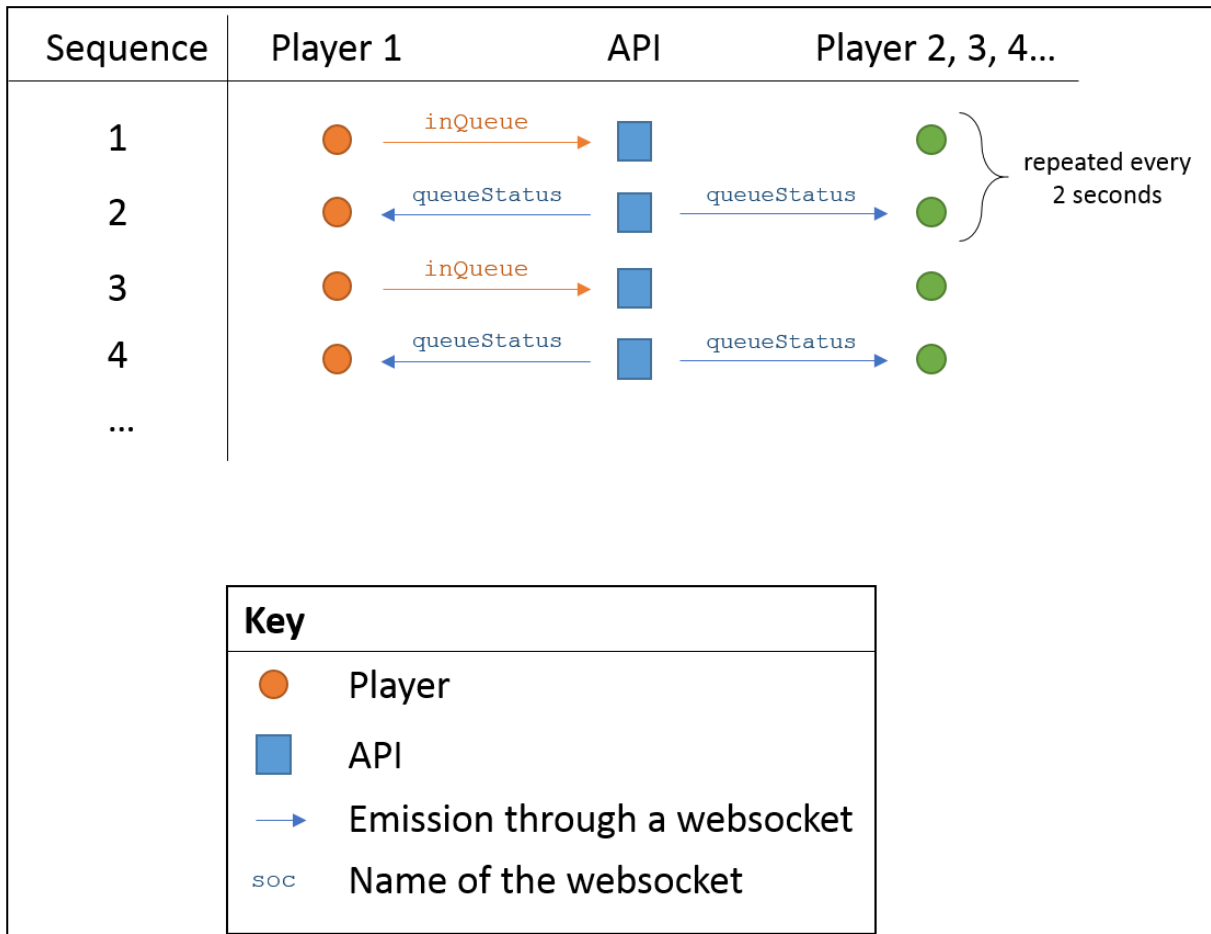 Sequence Player 1 API Player 2, 3, 4…
1 inQueue
repeated every
2 seconds
2 queueStatus queueStatus
3 inQueue
4 queueStatus queueStatus
…
Key
Player
API
Emission through a websocket
soc Name of the websocket